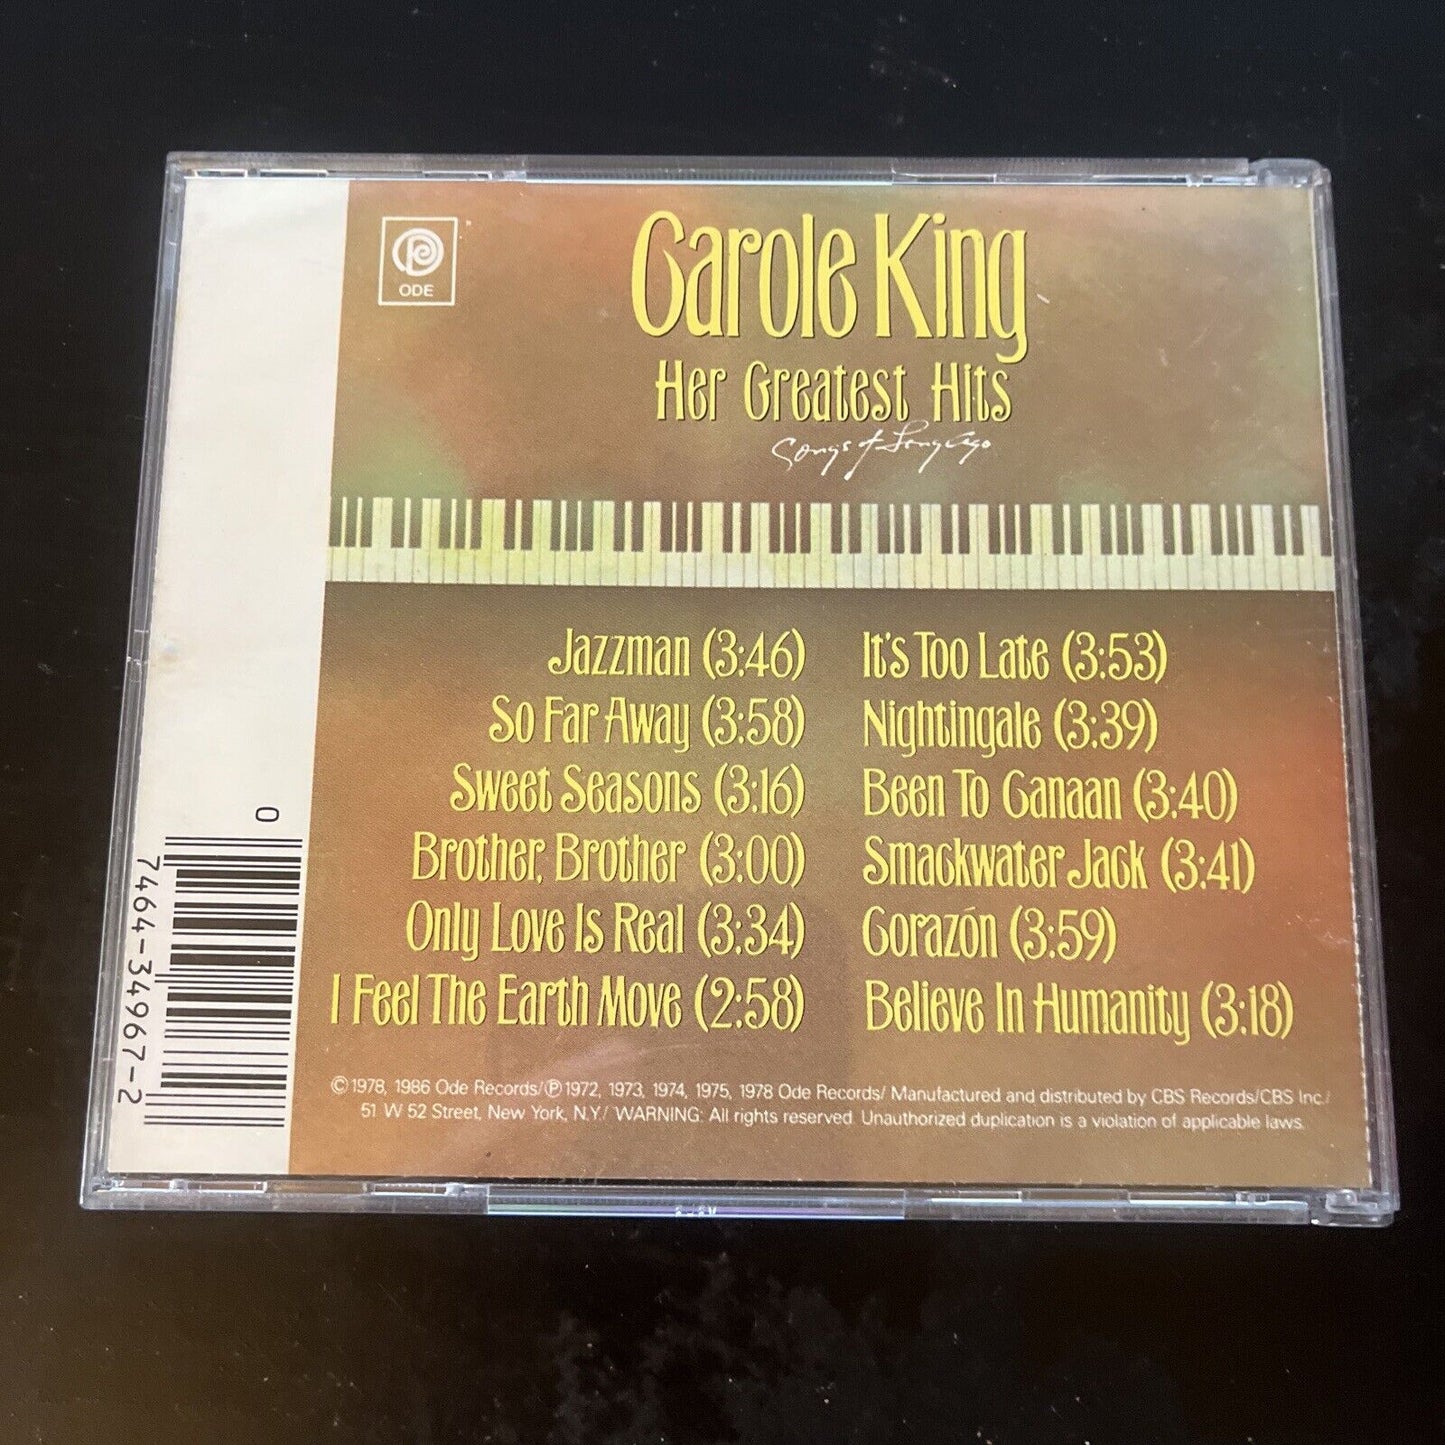 ODE
Carole King
Her Greatest Hits
Songs of Long Ago
Jazzman (3:46)
So Far Away (3:58)
Sweet Seasons (3:16)
Brother, Brother (3:00)
Only Love Is Real (3:34)
I Feel The Earth Move (2:58)
It's Too Late (3:53)
Nightingale (3:39)
Been To Canaan (3:40)
Smackwater Jack (3:41)
Corazón (3:59)
Believe In Humanity (3:18)
©1978, 1986 Ode Records/℗1972, 1973, 1974, 1975, 1978 Ode Records/ Manufactured and distributed by CBS Records/CBS Inc./
51 W 52 Street, New York, N.Y./ WARNING: All rights reserved. Unauthorized duplication is a violation of applicable laws.
0
7464-34967-2